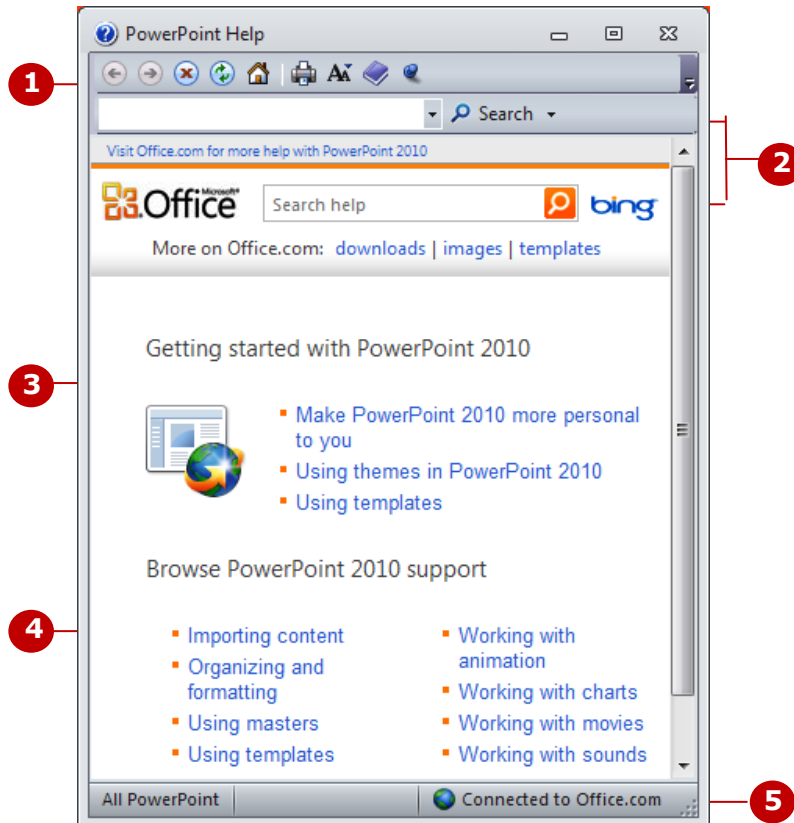 PowerPoint Help
1
Search
2
Visit Office.com for more help with PowerPoint 2010
Microsoft®
Office
Search help
bing
More on Office.com: downloads | images | templates
Getting started with PowerPoint 2010
3
Make PowerPoint 2010 more personal
to you
Using themes in PowerPoint 2010
Using templates
Browse PowerPoint 2010 support
4
Importing content
Organizing and
formatting
Using masters
Using templates
Working with
animation
Working with charts
Working with movies
Working with sounds
All PowerPoint
Connected to Office.com
5